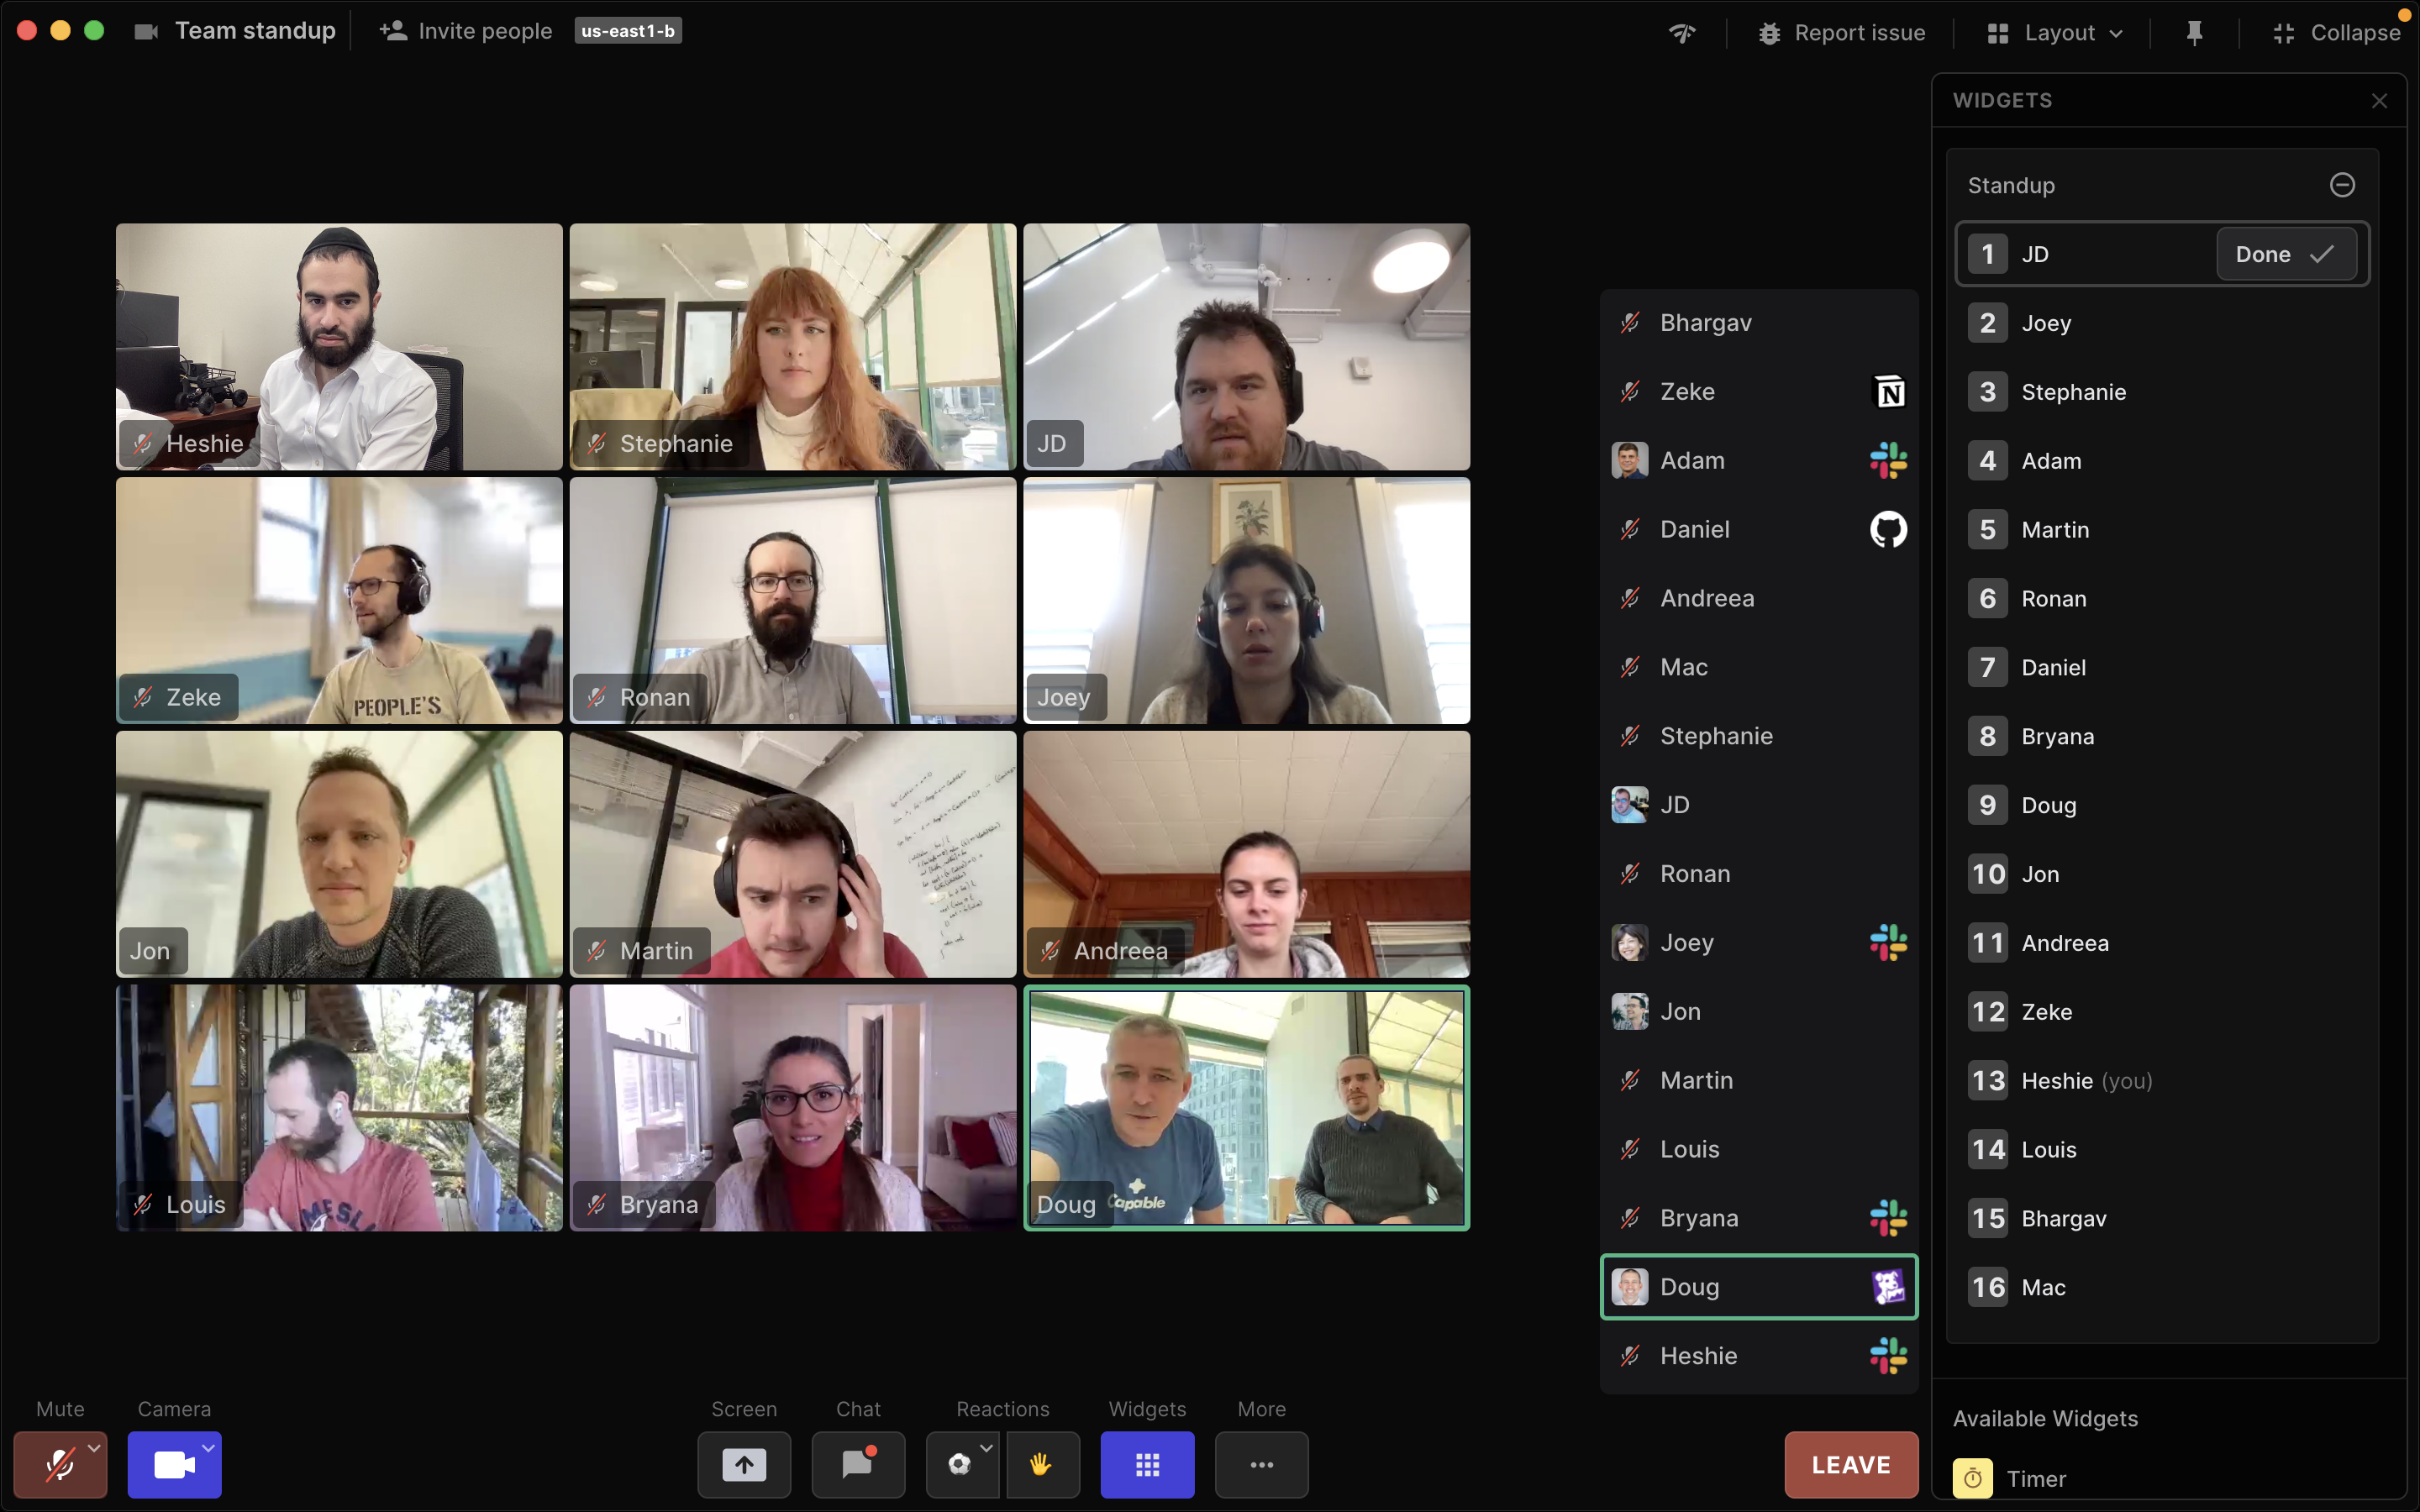 Team standup
Invite people
us-east1-b
Report issue
Layout
Collapse
Heshie
Stephanie
JD
Zeke
PEOPLE'S
Ronan
Joey
Jon
Martin
Andreea
Louis
Bryana
Doug
Capable
Bhargav
Zeke
N
Adam
Daniel
Andreea
Mac
Stephanie
JD
Ronan
Joey
Jon
Martin
Louis
Bryana
Doug
Heshie
WIDGETS
Standup
1 JD Done
2 Joey
3 Stephanie
4 Adam
5 Martin
6 Ronan
7 Daniel
8 Bryana
9 Doug
10 Jon
11 Andreea
12 Zeke
13 Heshie (you)
14 Louis
15 Bhargav
16 Mac
Available Widgets
Timer
Mute
Camera
Screen
Chat
Reactions
Widgets
More
LEAVE